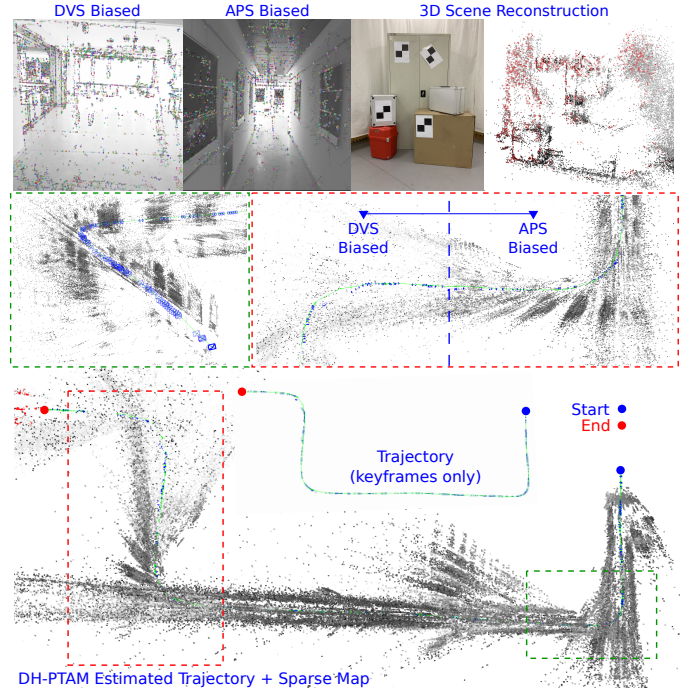 DVS Biased
APS Biased
3D Scene Reconstruction
DVS
Biased
APS
Biased
Start
End
Trajectory
(keyframes only)
DH-PTAM Estimated Trajectory + Sparse Map